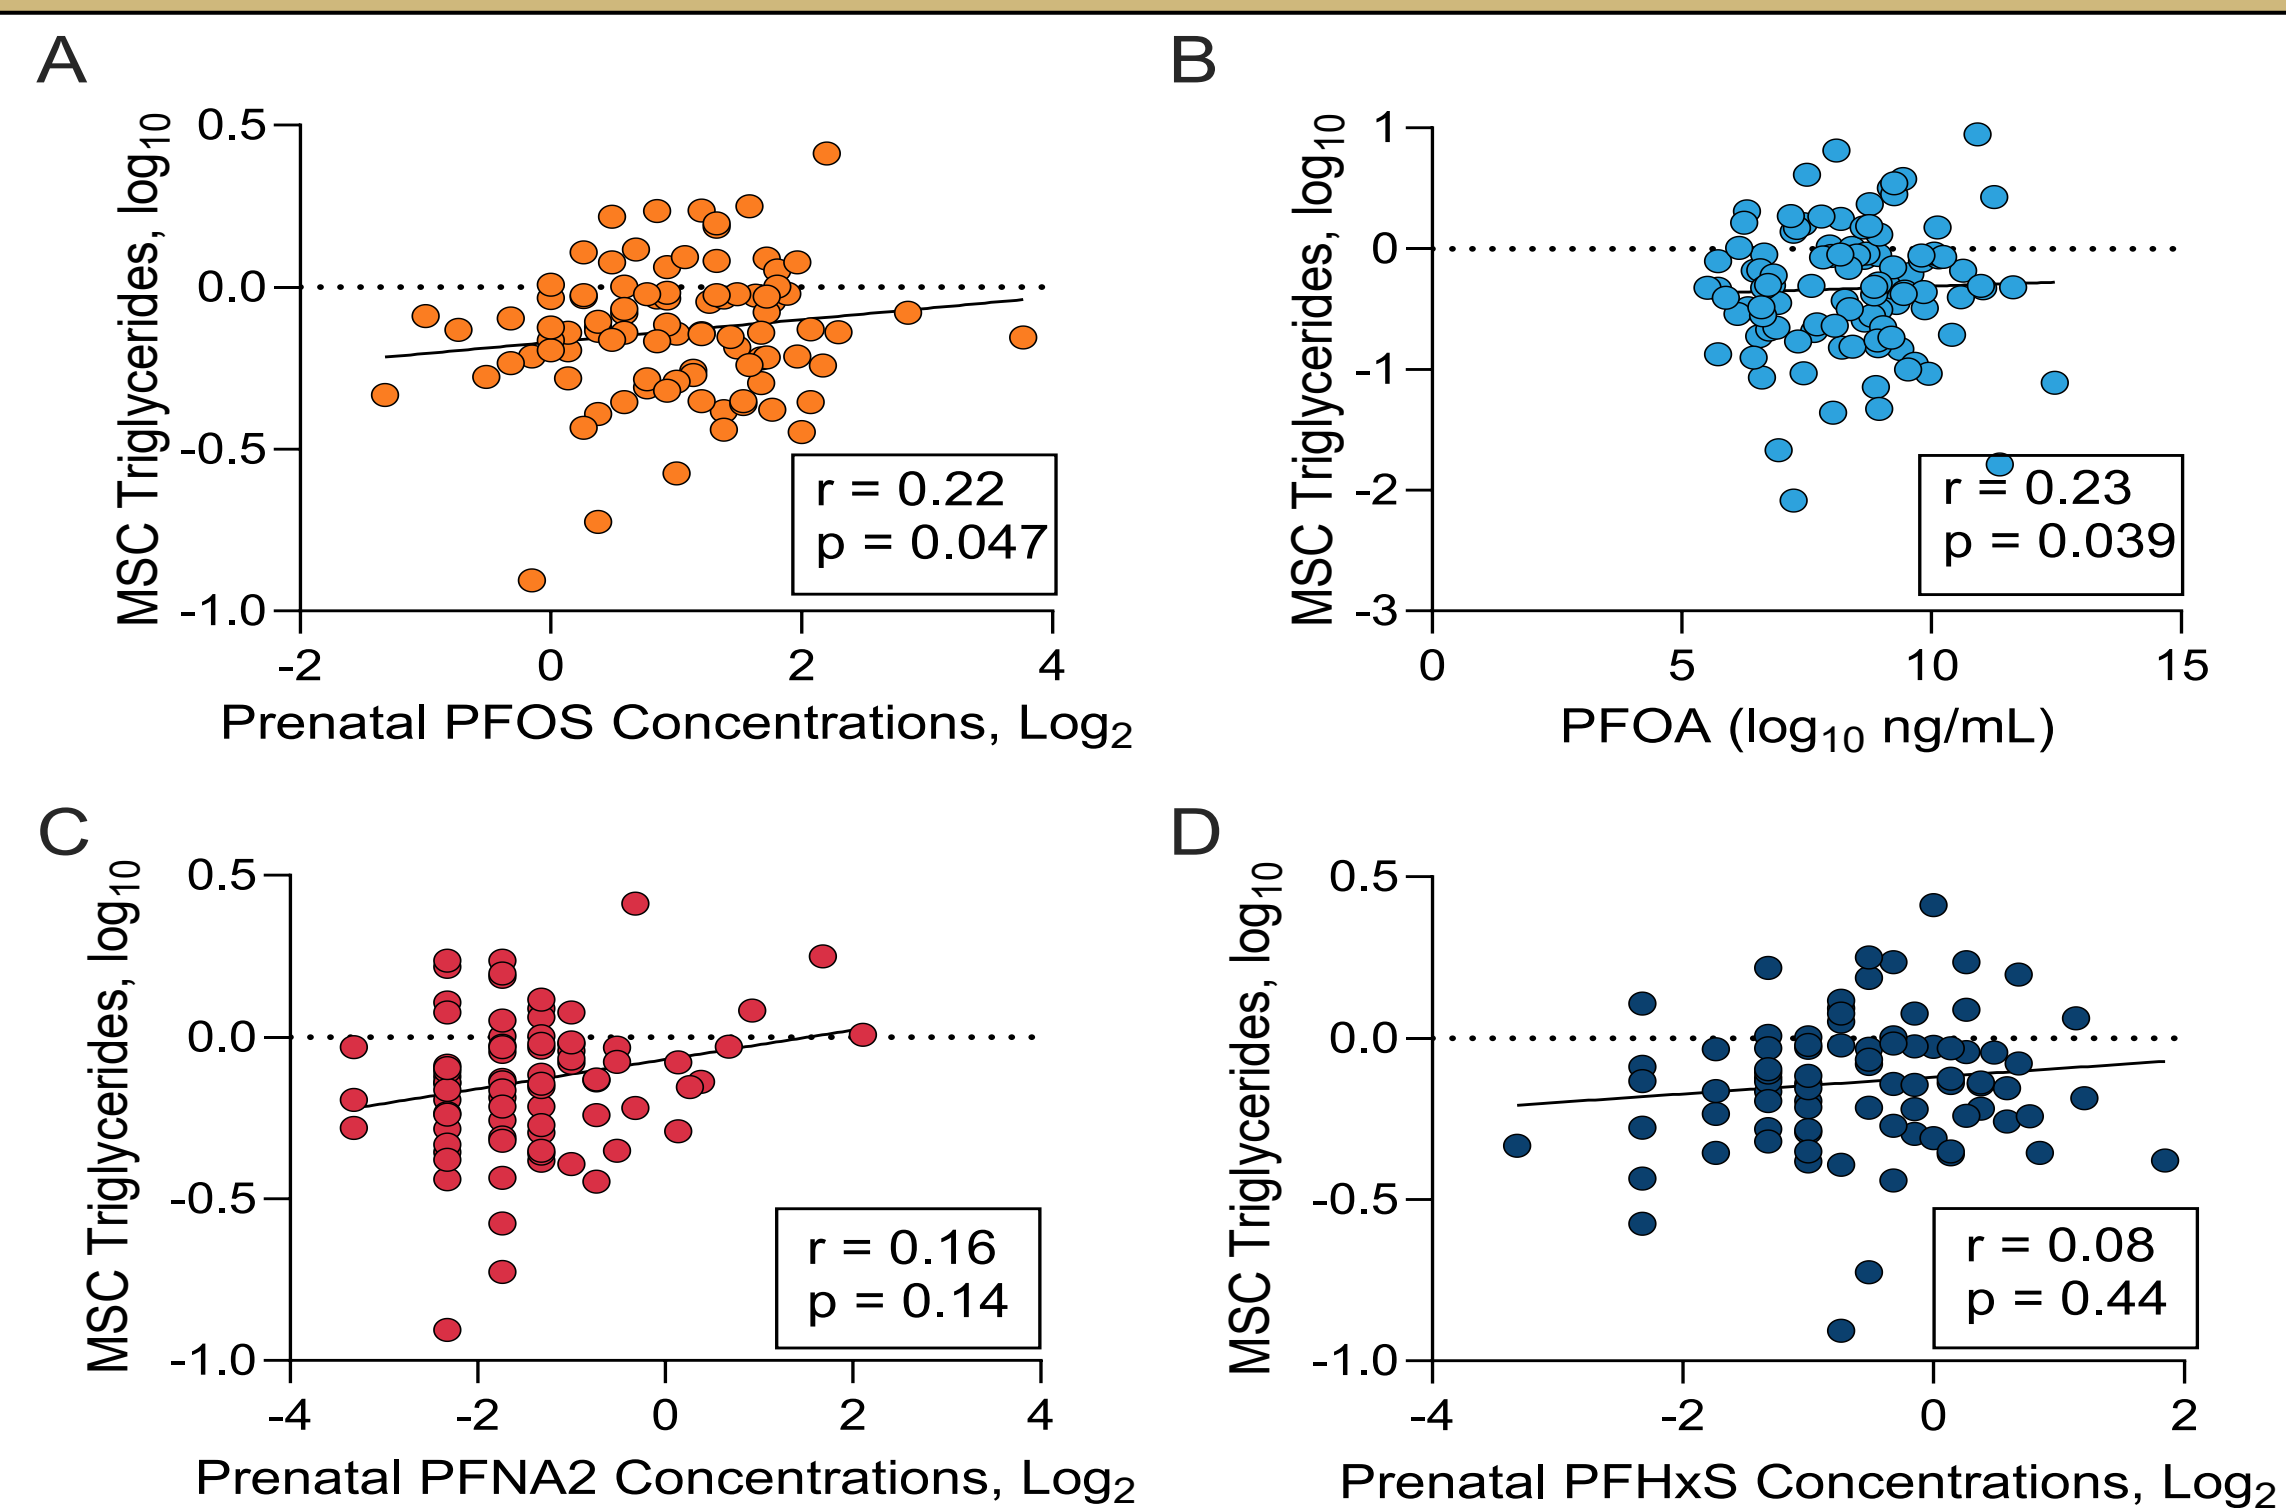 A
MSC Triglycerides, log10
0.5
0.0
-0.5
-1.0
r = 0.22
p = 0.047
-2 0 2 4
Prenatal PFOS Concentrations, Log2
B
MSC Triglycerides, log10
1
0
-1
-2
-3
r = 0.23
p = 0.039
0 5 10 15
PFOA (log10 ng/mL)
C
MSC Triglycerides, log10
0.5
0.0
-0.5
-1.0
r = 0.16
p = 0.14
-4 -2 0 2 4
Prenatal PFNA2 Concentrations, Log2
D
MSC Triglycerides, log10
0.5
0.0
-0.5
-1.0
r = 0.08
p = 0.44
-4 -2 0 2
Prenatal PFHxS Concentrations, Log2